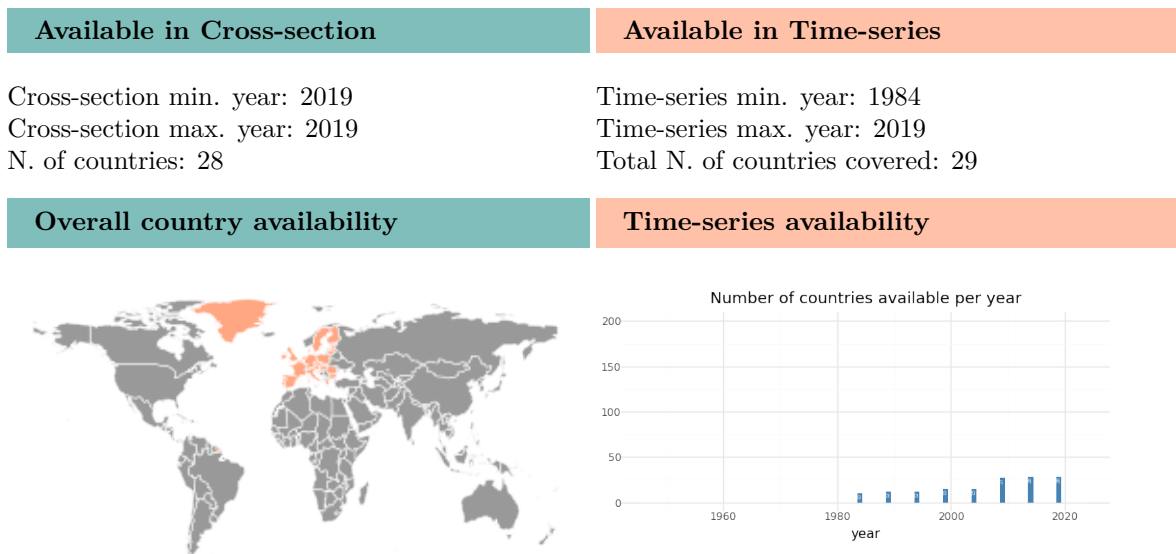 Available in Cross-section
Available in Time-series
Cross-section min. year: 2019
Cross-section max. year: 2019
N. of countries: 28
Time-series min. year: 1984
Time-series max. year: 2019
Total N. of countries covered: 29
Overall country availability
Time-series availability
Number of countries available per year
200
150
100
50
0
1960 1980 2000 2020
year